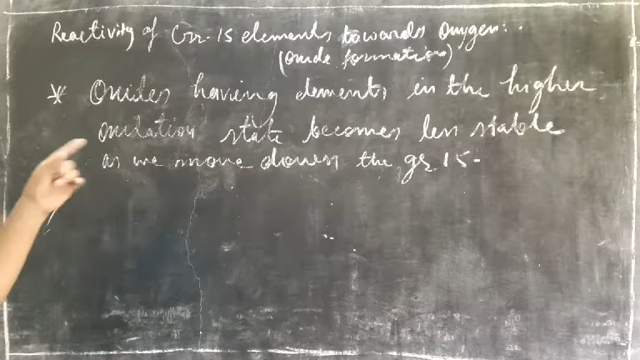 Reactivity of Gr-15 elements towards Oxygen:
(Oxide formation)
* Oxides having elements in the higher
oxidation state becomes less stable
as we move down the gr 15-